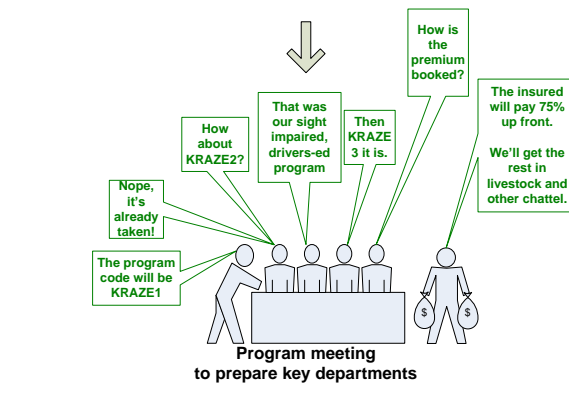 The program
code will be
KRAZE1
Nope,
it's
already
taken!
How
about
KRAZE2?
That was
our sight
impaired,
drivers-ed
program
Then
KRAZE
3 it is.
How is
the
premium
booked?
The insured
will pay 75%
up front.
We'll get the
rest in
livestock and
other chattel.
$
$
Program meeting
to prepare key departments